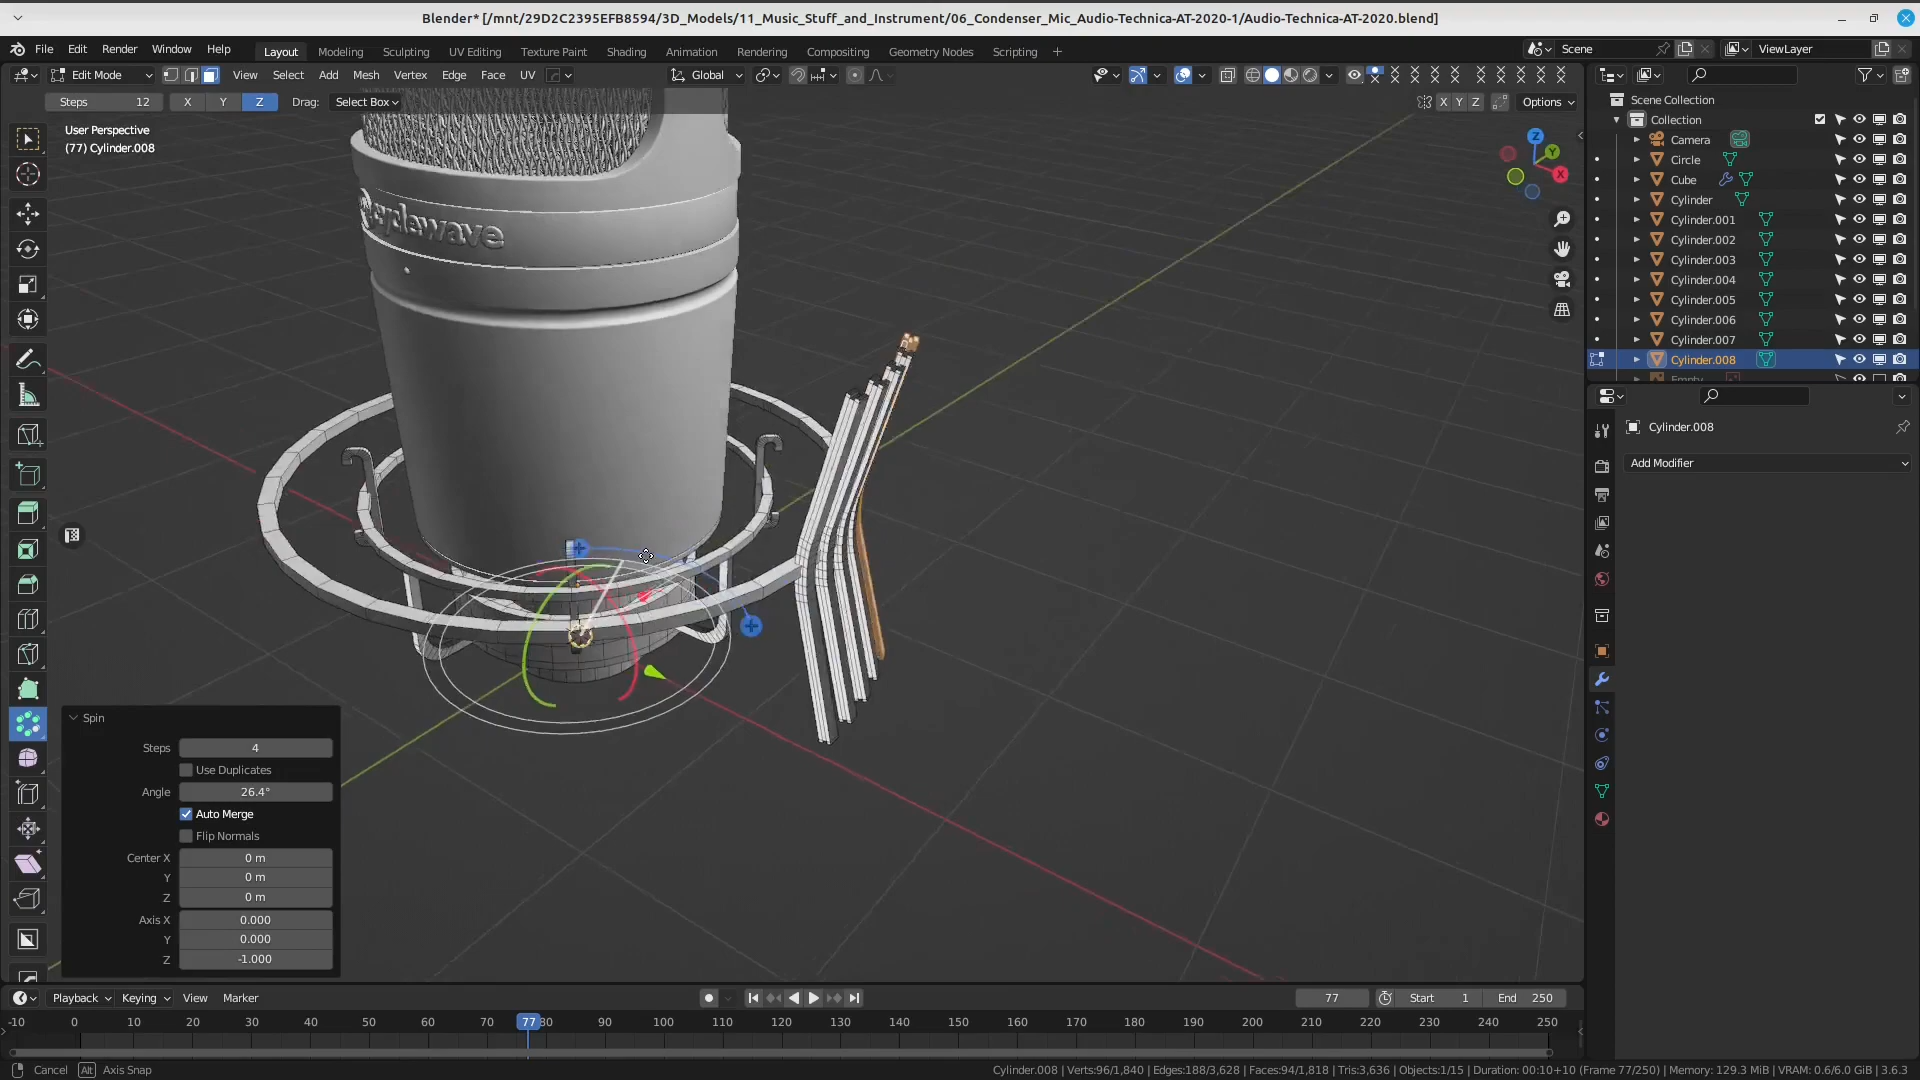 Blender* [/mnt/29D2C2395EFB8594/3D_Models/11_Music_Stuff_and_Instrument/06_Condenser_Mic_Audio-Technica-AT-2020-1/Audio-Technica-AT-2020.blend]
File Edit Render Window Help Layout Modeling Sculpting UV Editing Texture Paint Shading Animation Rendering Compositing Geometry Nodes Scripting + Scene ViewLayer
Edit Mode View Select Add Mesh Vertex Edge Face UV Global
Steps 12 X Y Z Drag: Select Box X Y Z Options
User Perspective
(77) Cylinder.008
Z
Y
X
cyclewave
Scene Collection
Collection
Camera
Circle
Cube
Cylinder
Cylinder.001
Cylinder.002
Cylinder.003
Cylinder.004
Cylinder.005
Cylinder.006
Cylinder.007
Cylinder.008
Empty
Cylinder.008
Add Modifier
Spin
Steps 4
Use Duplicates
Angle 26.4°
Auto Merge
Flip Normals
Center X 0 m
Y 0 m
Z 0 m
Axis X 0.000
Y 0.000
Z -1.000
Playback Keying View Marker 77 Start 1 End 250
-10 0 10 20 30 40 50 60 70 77 80 90 100 110 120 130 140 150 160 170 180 190 200 210 220 230 240 250
Cancel Alt Axis Snap Cylinder.008 | Verts:96/1,840 | Edges:188/3,628 | Faces:94/1,818 | Tris:3,636 | Objects:1/15 | Duration: 00:10+10 (Frame 77/250) | Memory: 129.3 MiB | VRAM: 0.6/6.0 GiB | 3.6.3